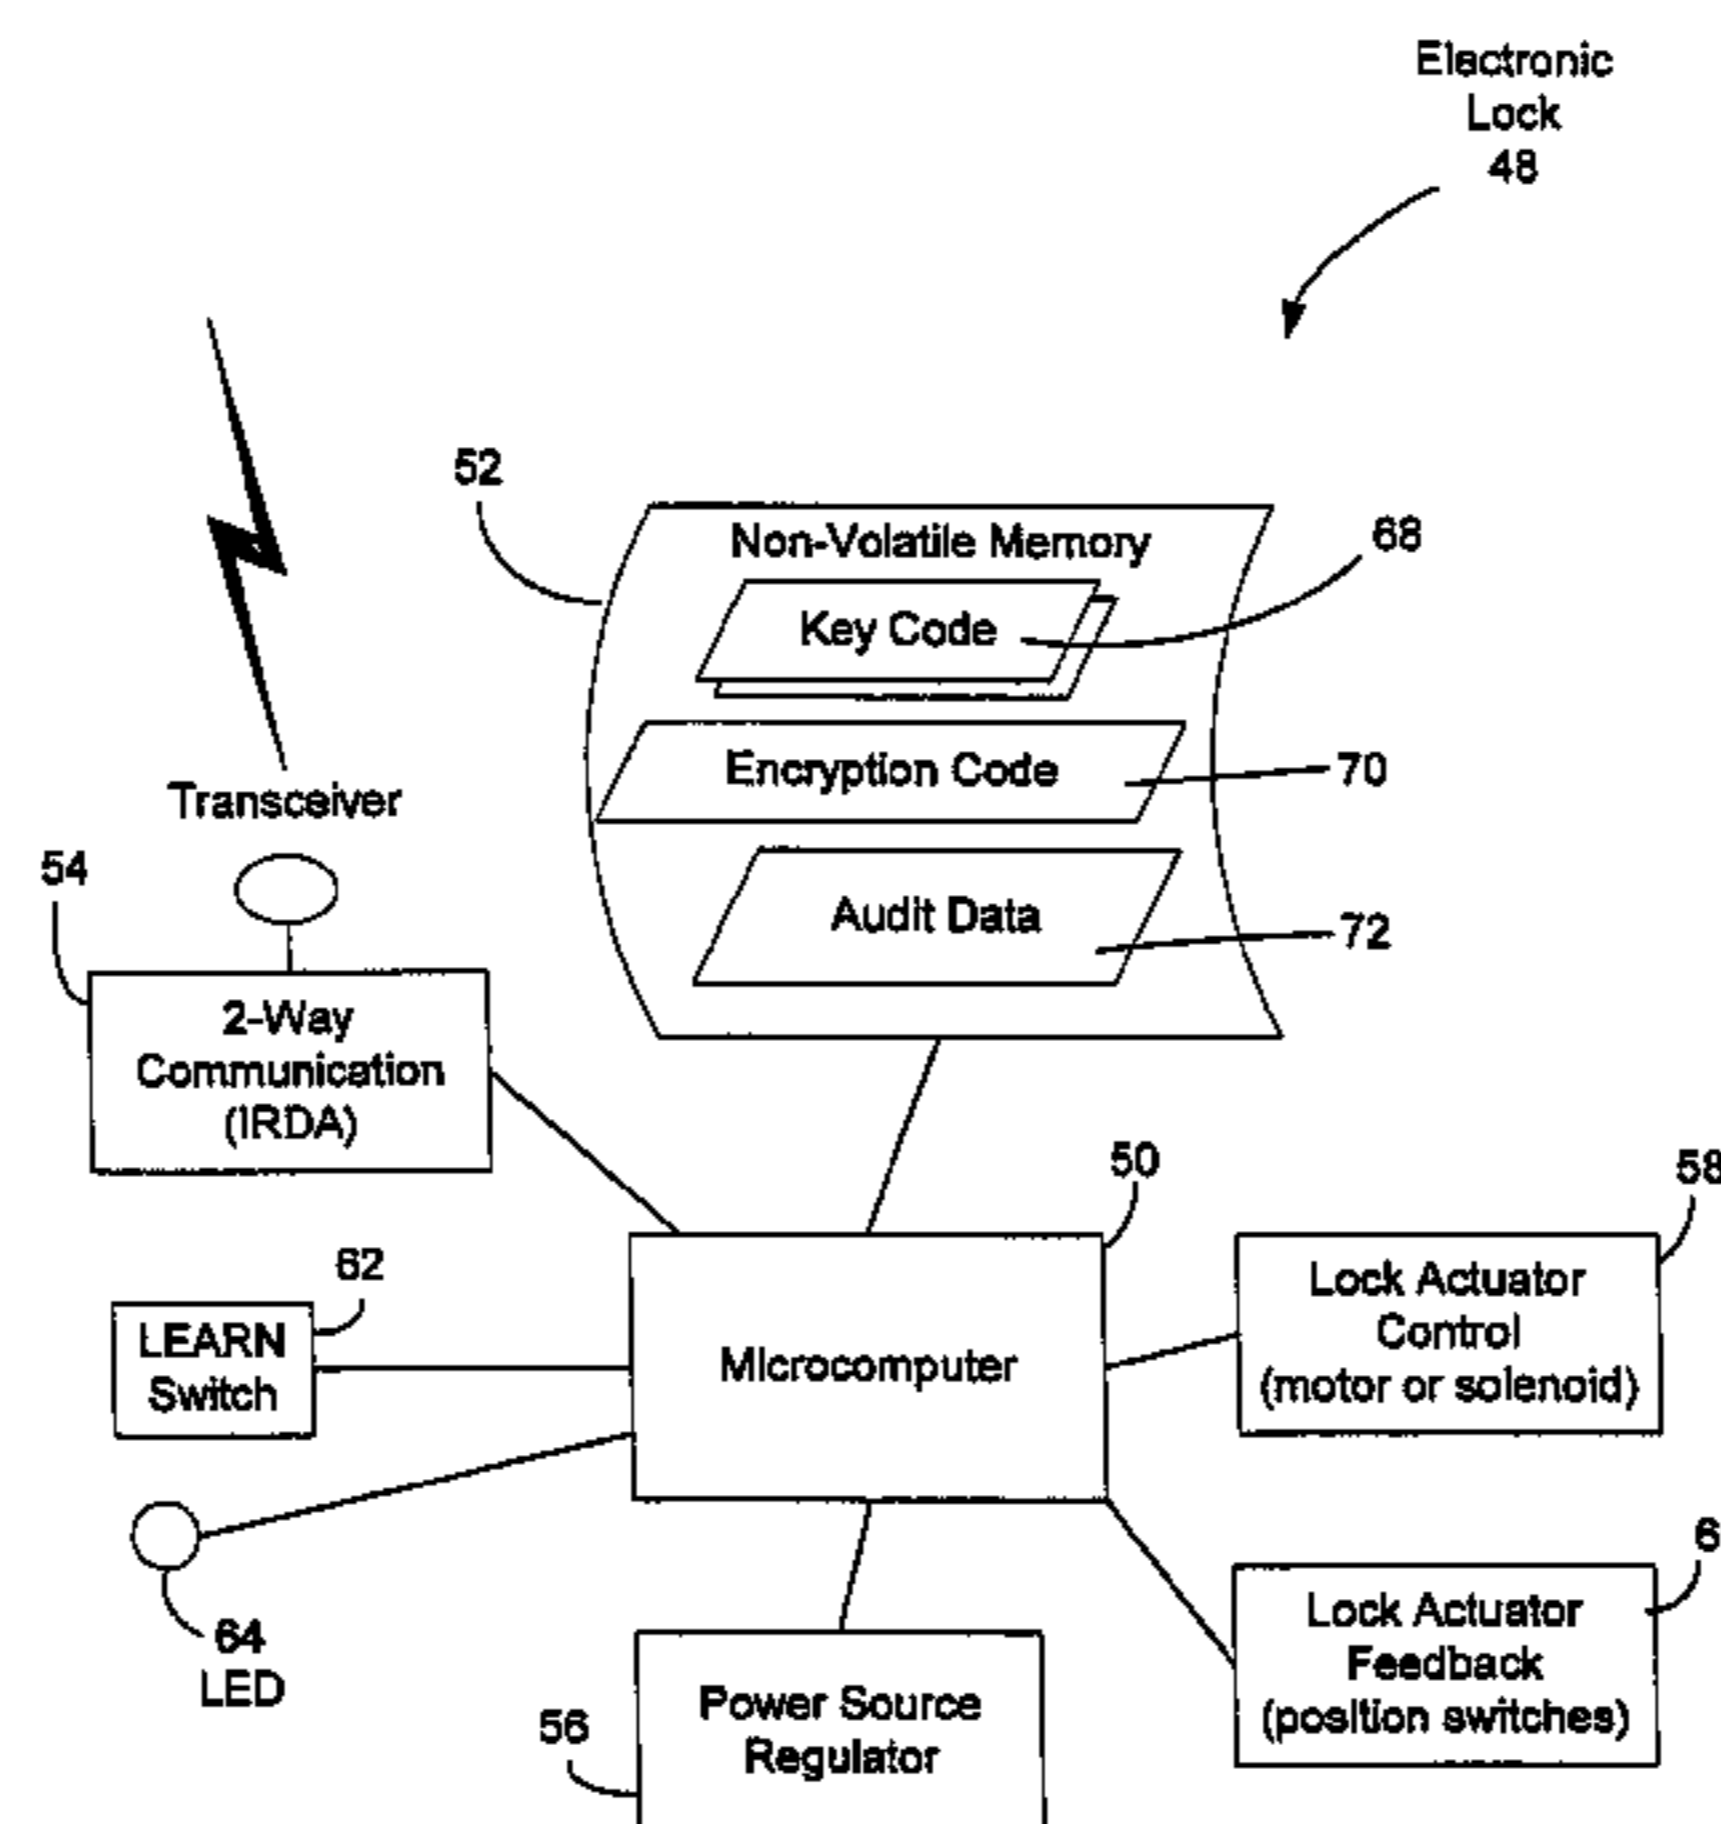 Electronic
Lock
48
52
Non-Volatile Memory
68
Key Code
Encryption Code
70
Transceiver
54
Audit Data
72
2-Way
Communication
(IRDA)
50
58
62
LEARN
Switch
Microcomputer
Lock Actuator
Control
(motor or solenoid)
64
LED
6
Lock Actuator
Feedback
(position switches)
56
Power Source
Regulator